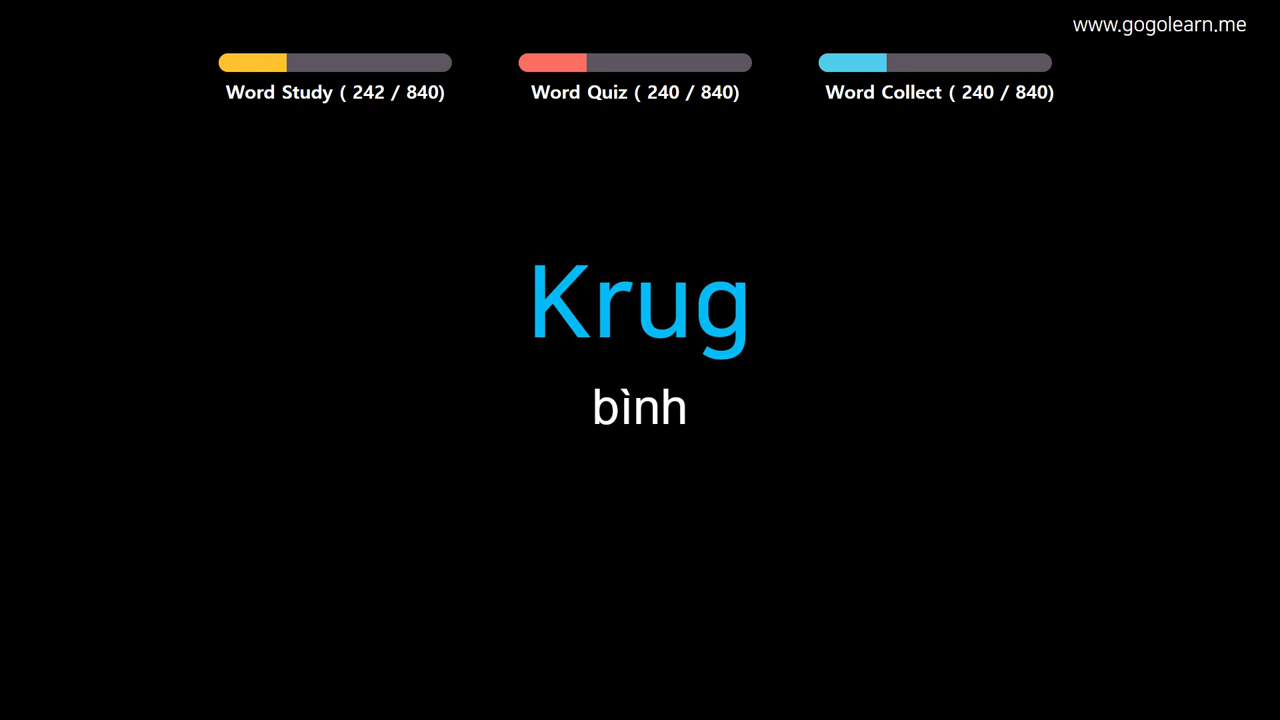 www.gogolearn.me
Word Study ( 242 / 840)
Word Quiz ( 240 / 840)
Word Collect ( 240 / 840)
Krug
bình